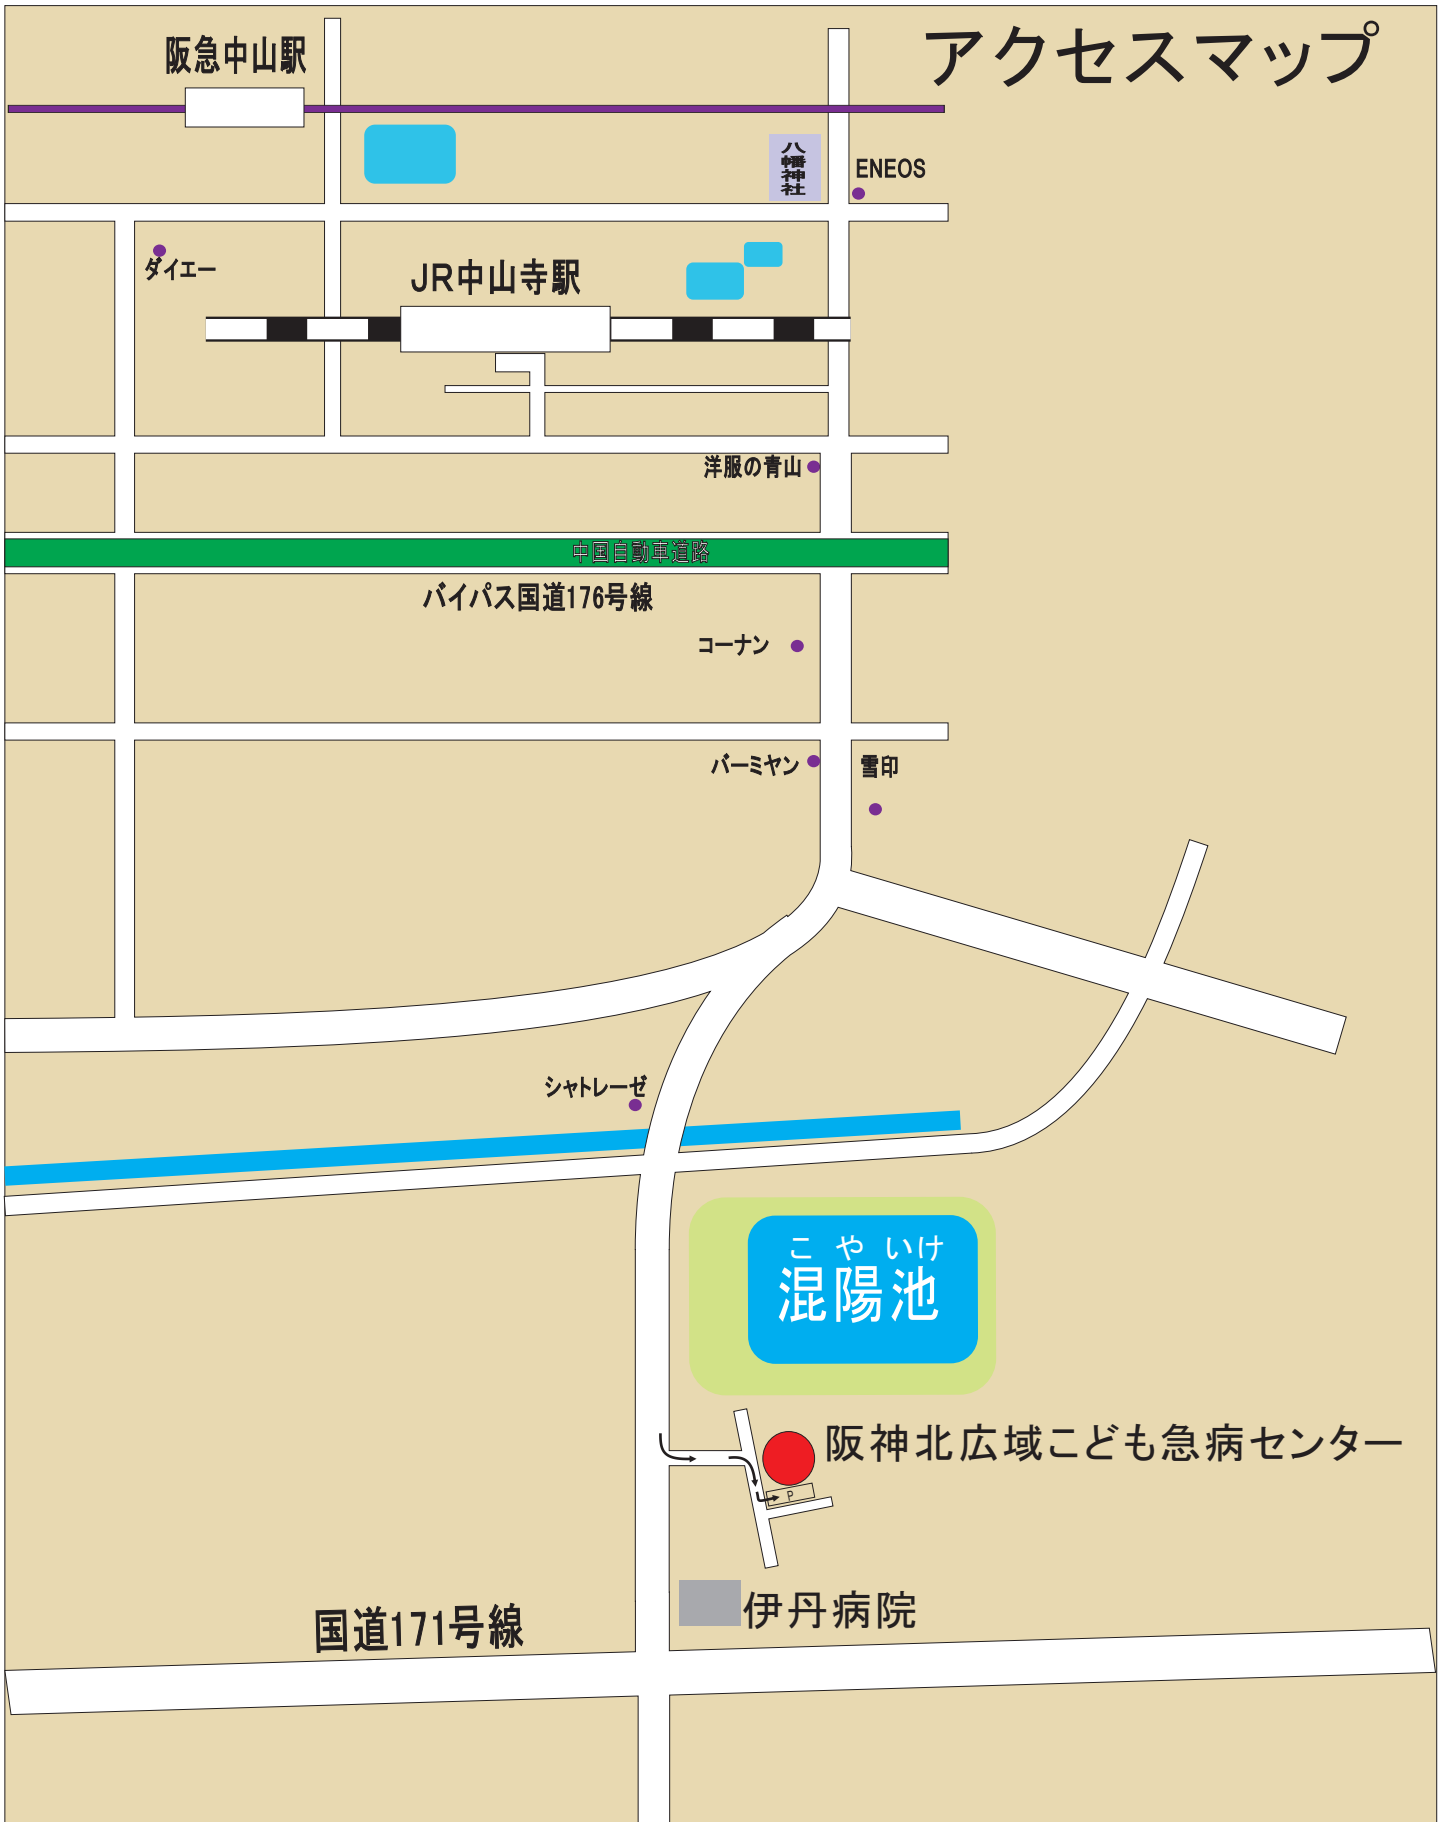 アクセスマップ
阪急中山駅
八幡神社
ENEOS
ダイエー
JR中山寺駅
洋服の青山
中国自動車道路
バイパス国道176号線
コーナン
バーミヤン
雪印
シャトレーゼ
こ や いけ
混陽池
阪神北広域こども急病センター
P
伊丹病院
国道171号線